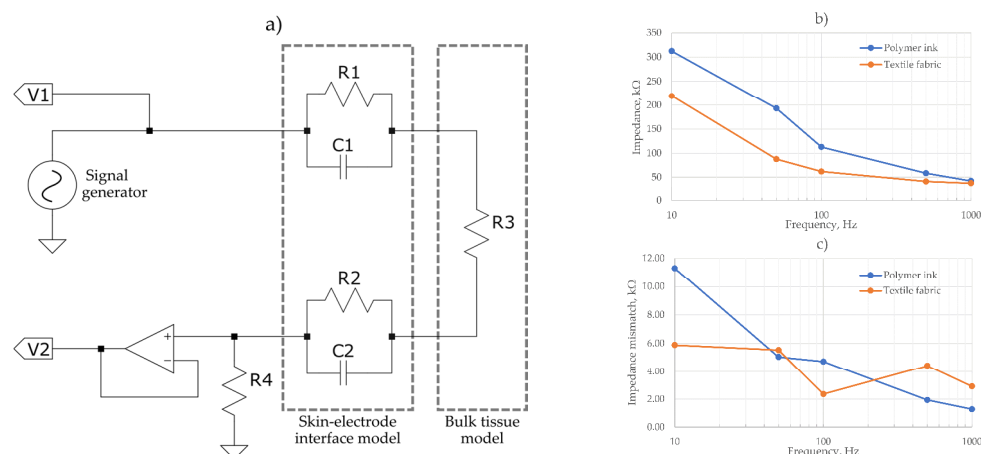 a)
V1
Signal
generator
R1
C1
R3
R2
C2
V2
+
−
R4
Skin-electrode
interface model
Bulk tissue
model
b)
Impedance, kΩ
350
300
250
200
150
100
50
0
Polymer ink
Textile fabric
10
100
1000
Frequency, Hz
c)
Impedance mismatch, kΩ
12.00
10.00
8.00
6.00
4.00
2.00
0.00
Polymer ink
Textile fabric
10
100
1000
Frequency, Hz